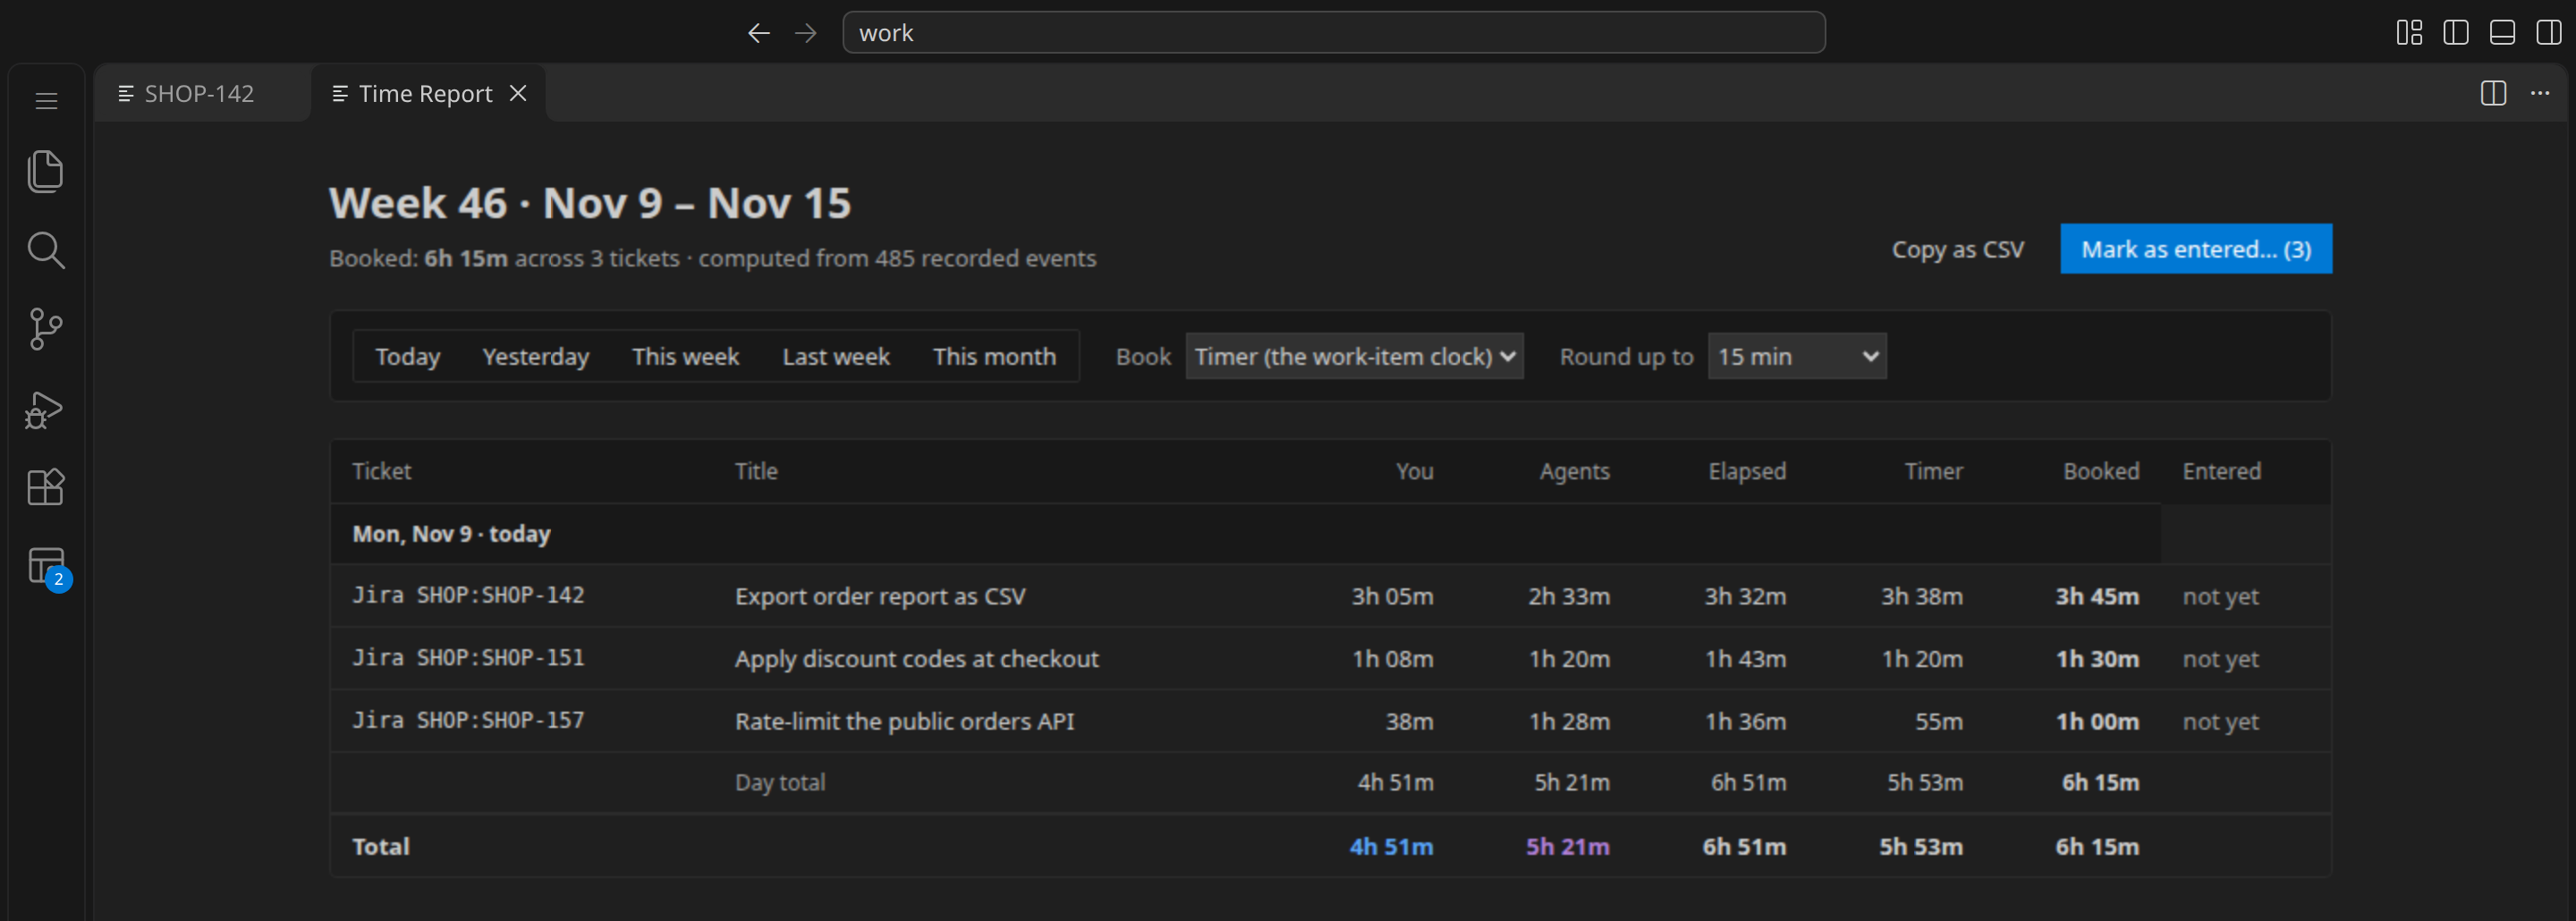 work
SHOP-142
Time Report
Week 46 · Nov 9 – Nov 15
Booked: 6h 15m across 3 tickets · computed from 485 recorded events
Copy as CSV
Mark as entered... (3)
Today Yesterday This week Last week This month Book Timer (the work-item clock) Round up to 15 min
Ticket Title You Agents Elapsed Timer Booked Entered
Mon, Nov 9 · today
Jira SHOP:SHOP-142 Export order report as CSV 3h 05m 2h 33m 3h 32m 3h 38m 3h 45m not yet
Jira SHOP:SHOP-151 Apply discount codes at checkout 1h 08m 1h 20m 1h 43m 1h 20m 1h 30m not yet
Jira SHOP:SHOP-157 Rate-limit the public orders API 38m 1h 28m 1h 36m 55m 1h 00m not yet
Day total 4h 51m 5h 21m 6h 51m 5h 53m 6h 15m
Total 4h 51m 5h 21m 6h 51m 5h 53m 6h 15m
2